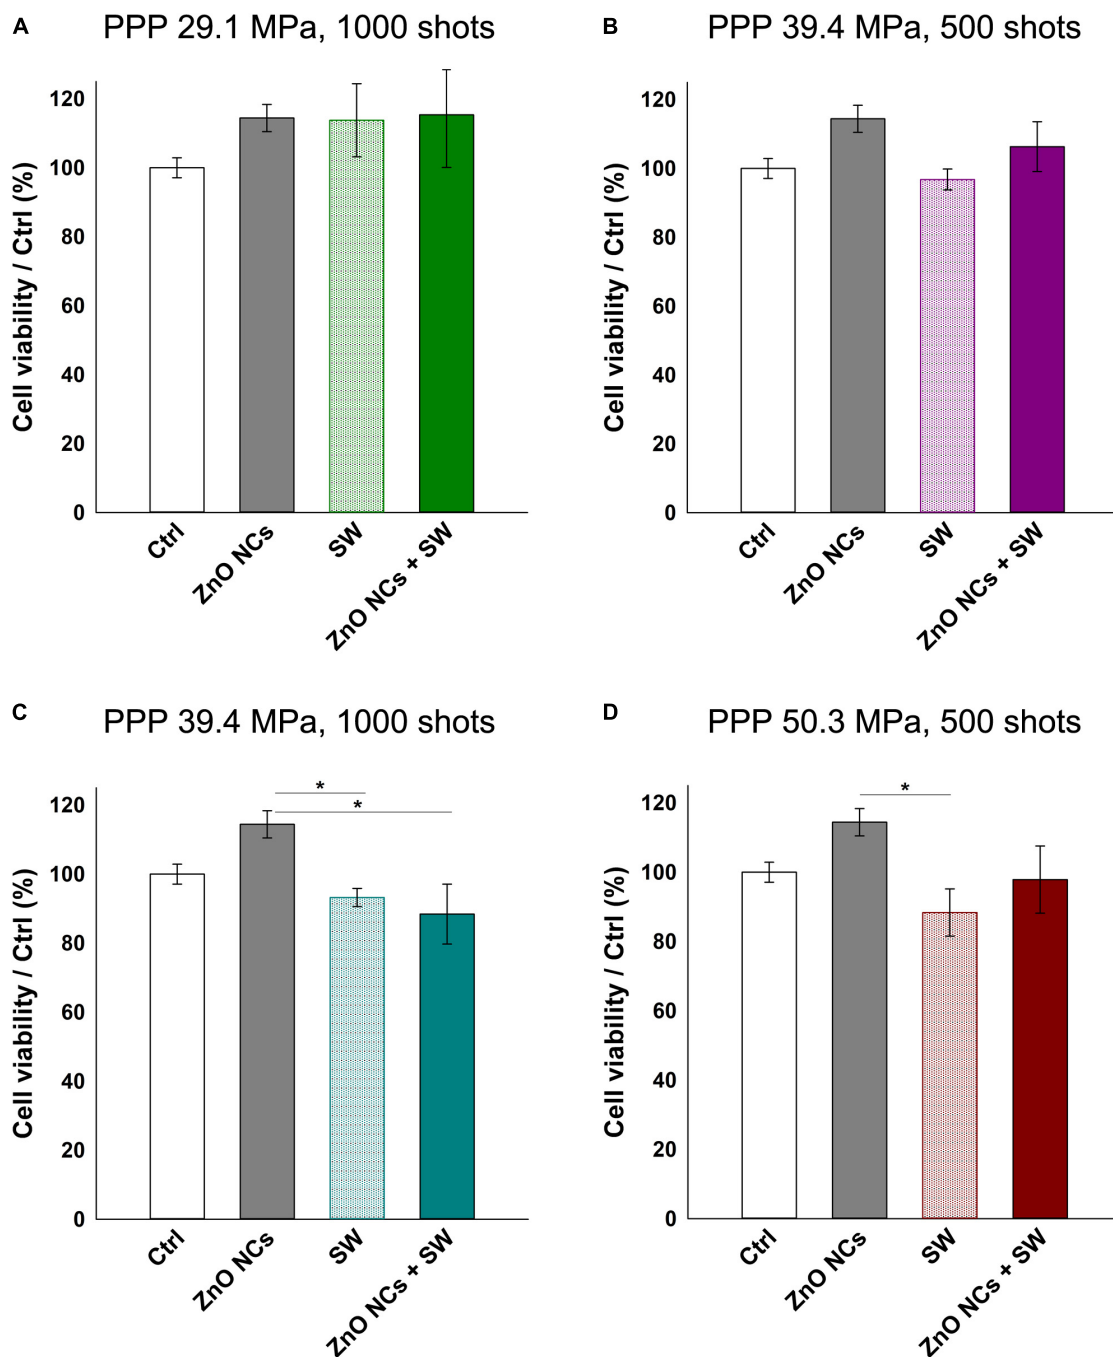 A
PPP 29.1 MPa, 1000 shots
Cell viability / Ctrl (%)
120
100
80
60
40
20
0
Ctrl
ZnO NCs
SW
ZnO NCs + SW
B
PPP 39.4 MPa, 500 shots
Cell viability / Ctrl (%)
120
100
80
60
40
20
0
Ctrl
ZnO NCs
SW
ZnO NCs + SW
C
PPP 39.4 MPa, 1000 shots
Cell viability / Ctrl (%)
120
100
80
60
40
20
0
*
*
Ctrl
ZnO NCs
SW
ZnO NCs + SW
D
PPP 50.3 MPa, 500 shots
Cell viability / Ctrl (%)
120
100
80
60
40
20
0
*
Ctrl
ZnO NCs
SW
ZnO NCs + SW